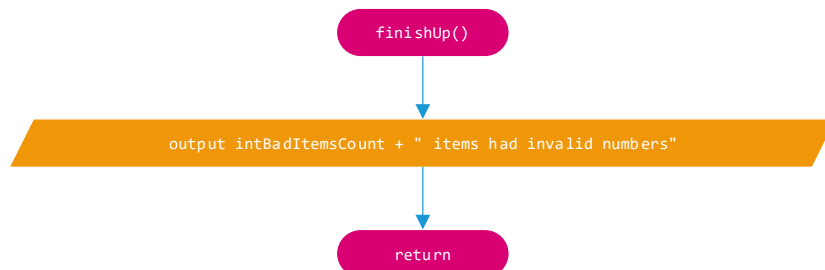 finishUp()
output intBadItemsCount + " items had invalid numbers"
return